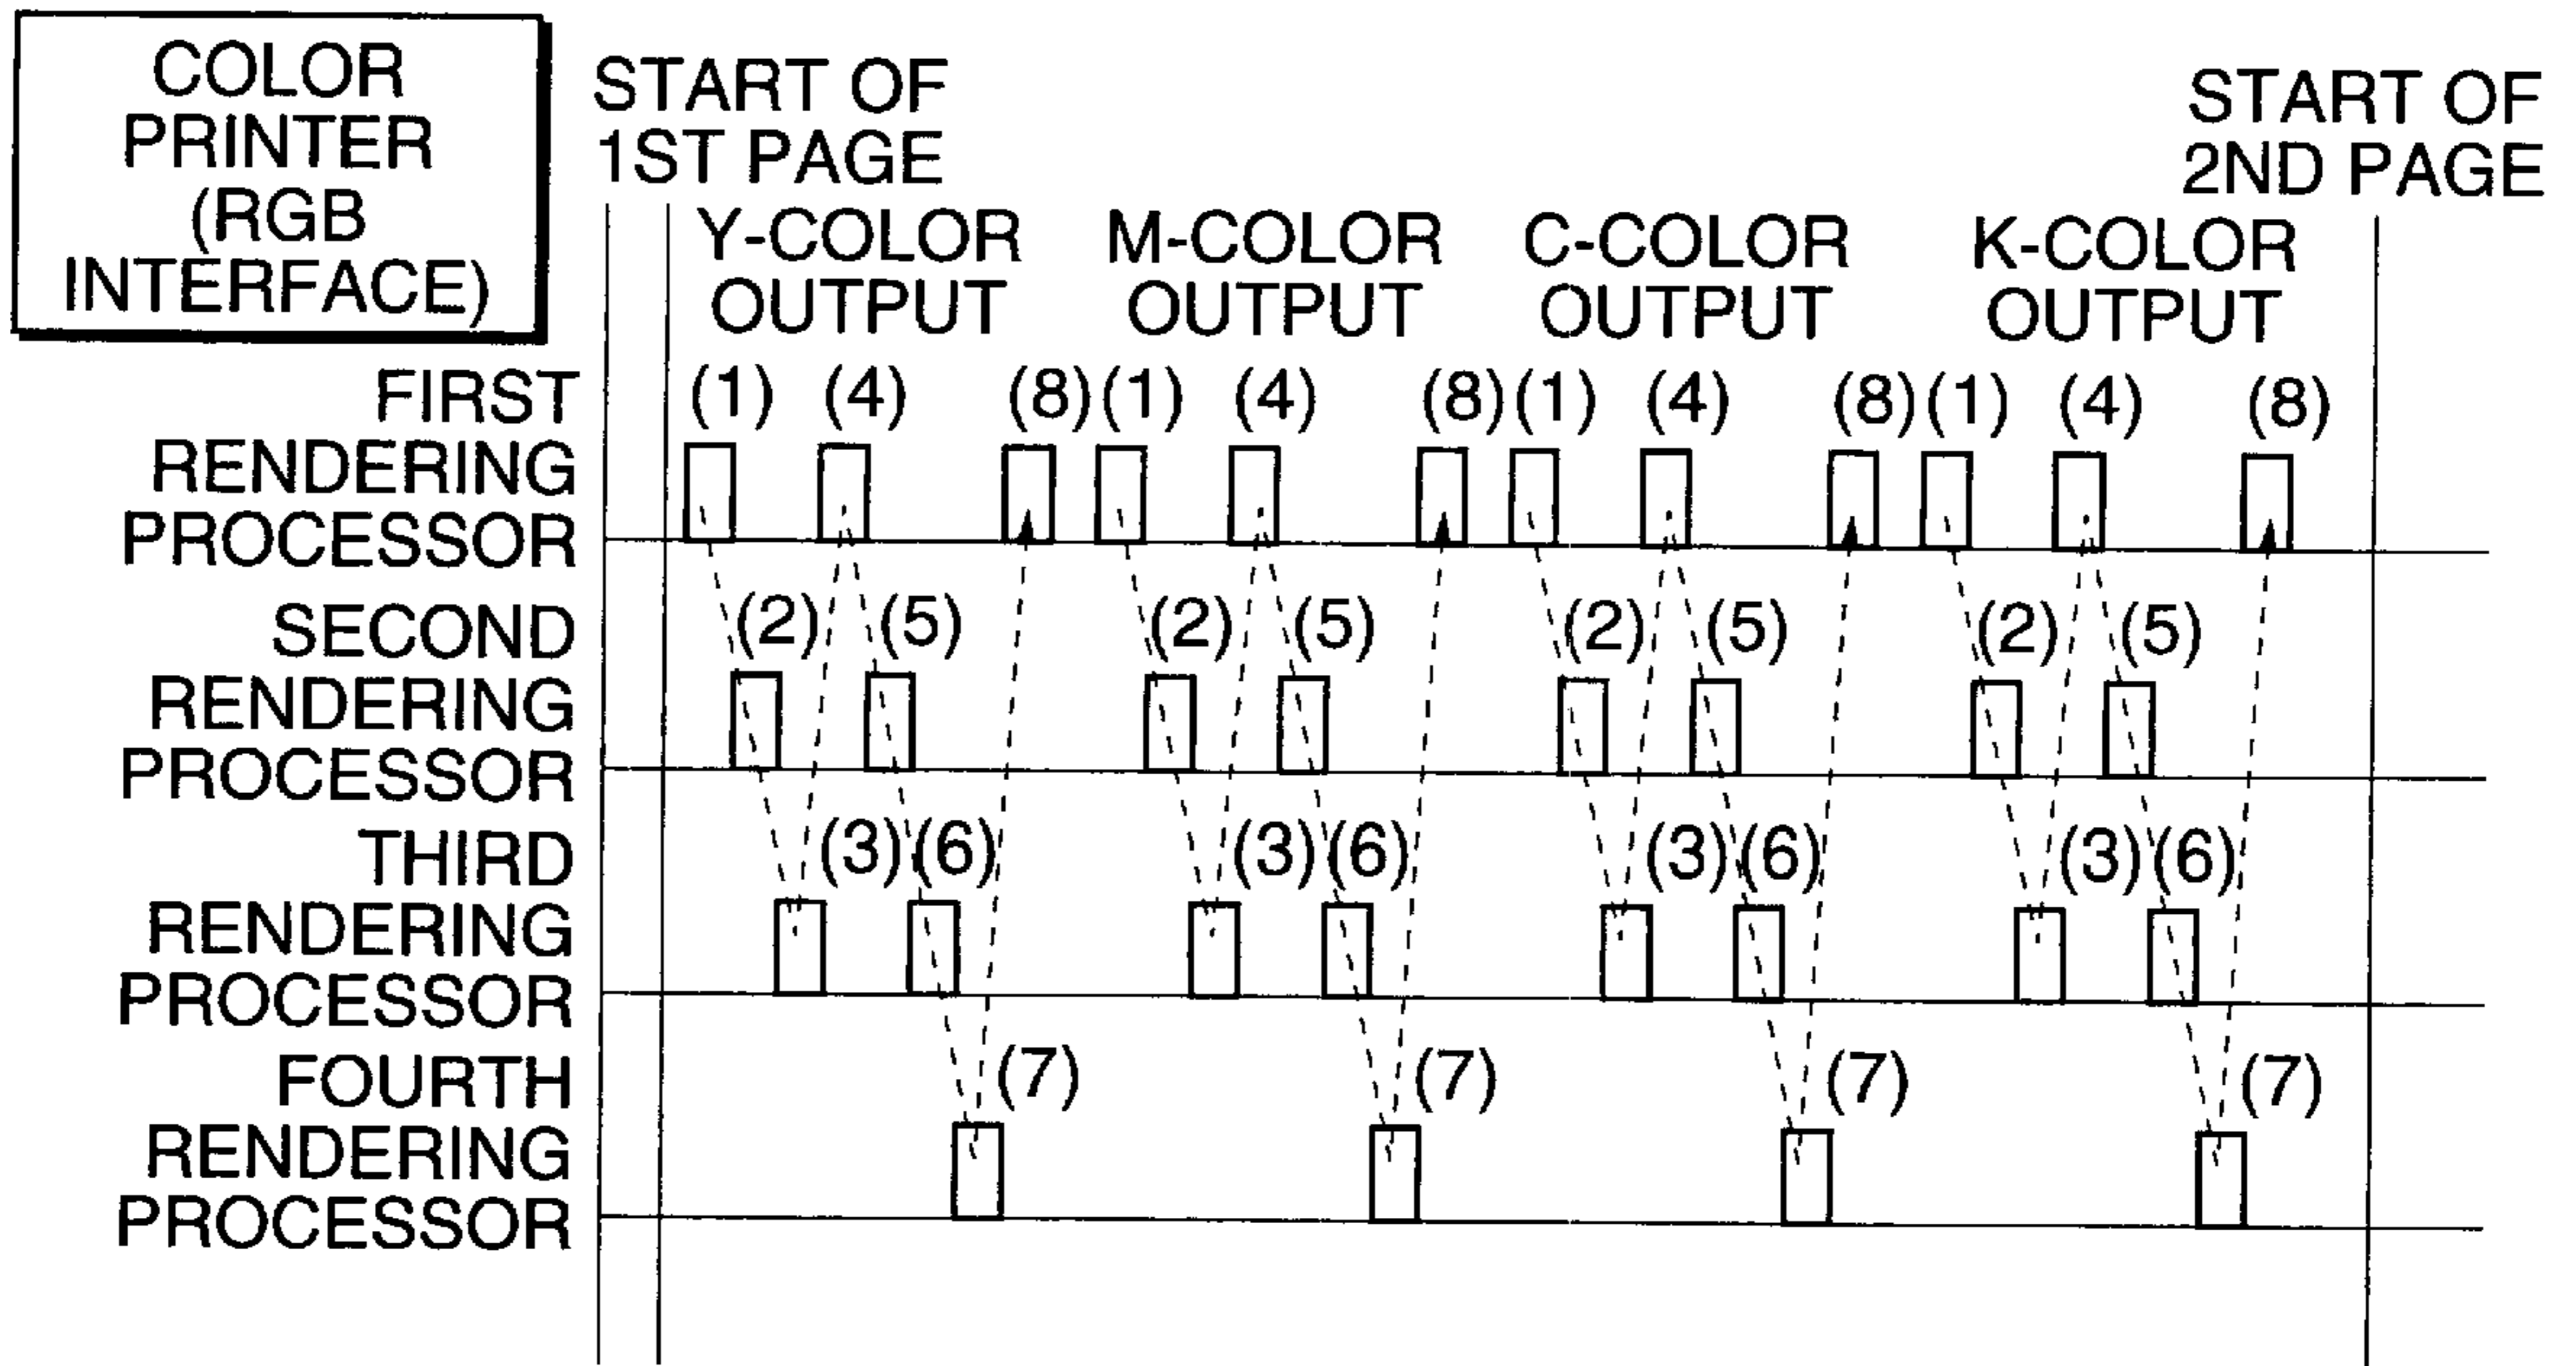 COLOR
PRINTER
(RGB
INTERFACE)
START OF
1ST PAGE
START OF
2ND PAGE
Y-COLOR
OUTPUT
M-COLOR
OUTPUT
C-COLOR
OUTPUT
K-COLOR
OUTPUT
FIRST
RENDERING
PROCESSOR
(1) (4) (8) (1) (4) (8) (1) (4) (8) (1) (4) (8)
SECOND
RENDERING
PROCESSOR
(2) (5) (2) (5) (2) (5) (2) (5)
THIRD
RENDERING
PROCESSOR
(3) (6) (3) (6) (3) (6) (3) (6)
FOURTH
RENDERING
PROCESSOR
(7) (7) (7) (7)